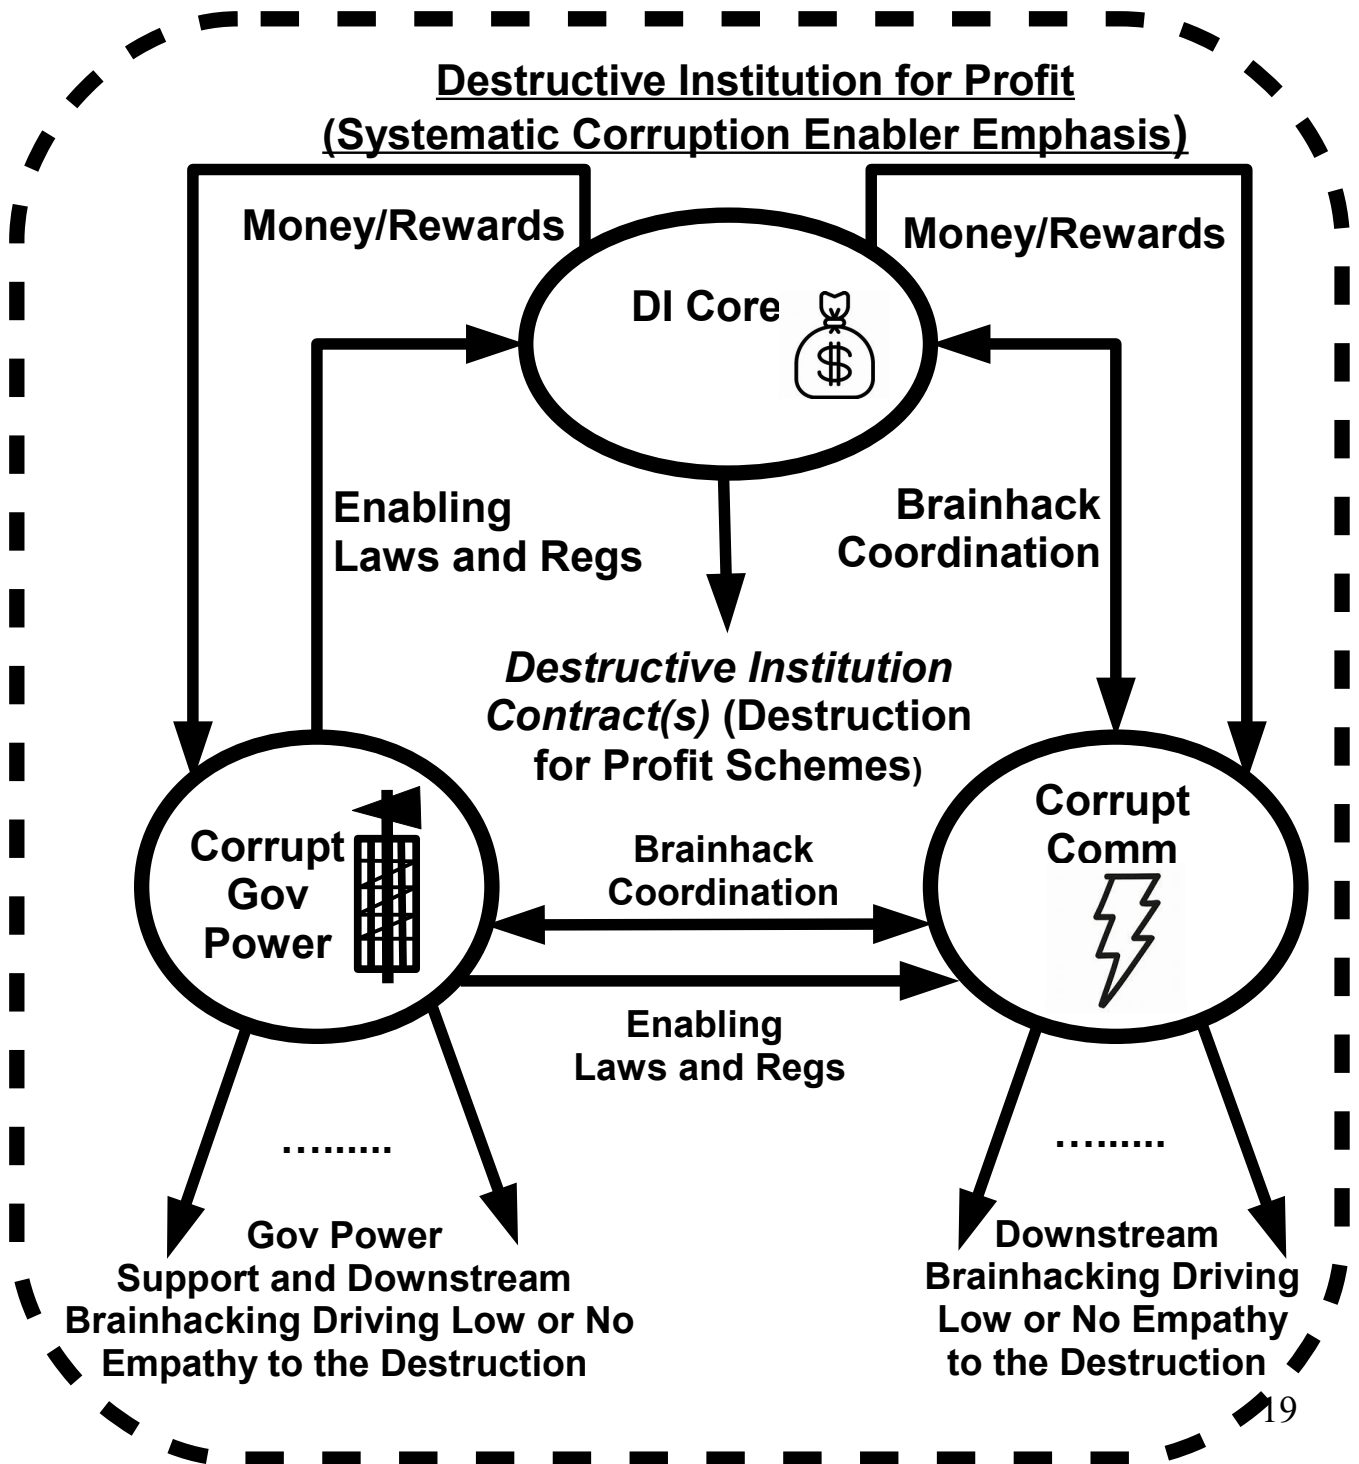 Destructive Institution for Profit
(Systematic Corruption Enabler Emphasis)
Money/Rewards
Money/Rewards
DI Core
$
Enabling
Laws and Regs
Brainhack
Coordination
Destructive Institution
Contract(s) (Destruction
for Profit Schemes)
Corrupt
Gov
Power
Corrupt
Comm
Brainhack
Coordination
Enabling
Laws and Regs
….......
….......
Gov Power
Support and Downstream
Brainhacking Driving Low or No
Empathy to the Destruction
Downstream
Brainhacking Driving
Low or No Empathy
to the Destruction
19